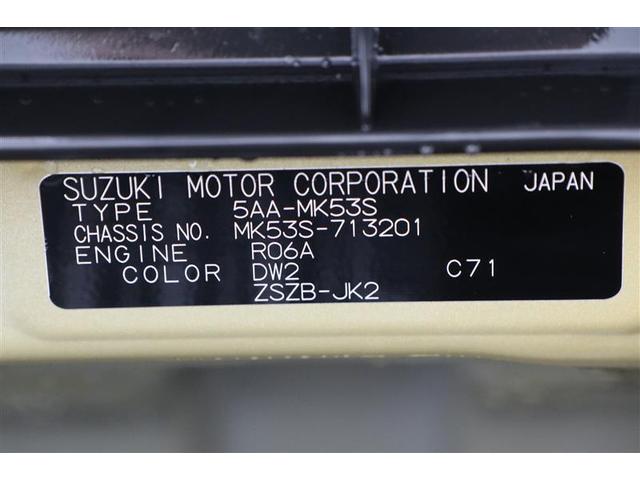 SUZUKI MOTOR CORPORATION JAPAN
TYPE 5AA-MK53S
CHASSIS NO. MK53S-713201
ENGINE R06A
COLOR DW2 C71
ZSZB-JK2